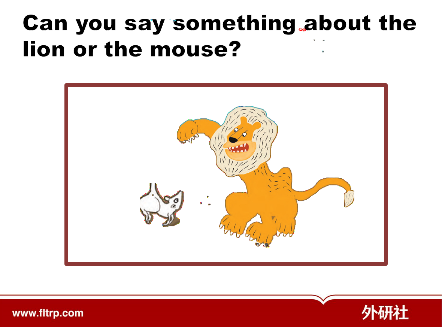 Can you say something about the
lion or the mouse?
www.fltrp.com
外研社